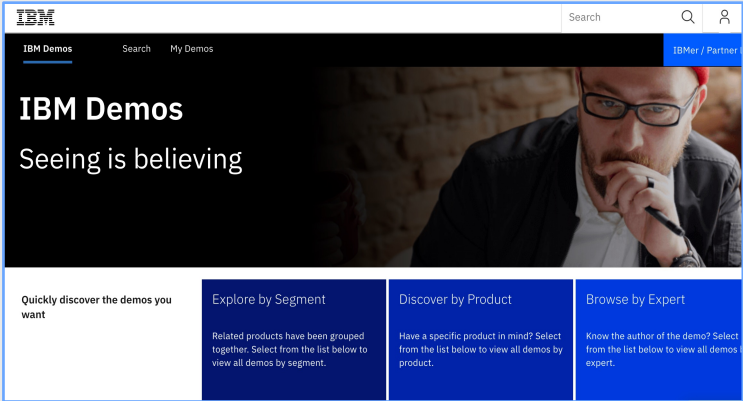 IBM
Search
IBM Demos
Search
My Demos
IBMer / Partner
IBM Demos
Seeing is believing
Quickly discover the demos you
want
Explore by Segment
Related products have been grouped
together. Select from the list below to
view all demos by segment.
Discover by Product
Have a specific product in mind? Select
from the list below to view all demos by
product.
Browse by Expert
Know the author of the demo? Select
from the list below to view all demos
expert.